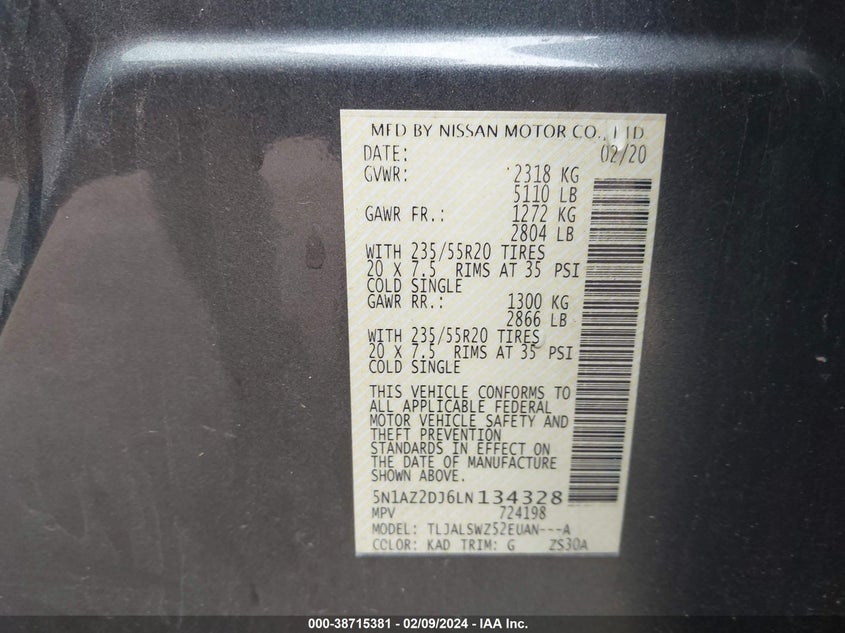 MFD BY NISSAN MOTOR CO., LTD.
DATE: 02/20
GVWR: 2318 KG
5110 LB
GAWR FR.: 1272 KG
2804 LB
WITH 235/55R20 TIRES
20 X 7.5 RIMS AT 35 PSI
COLD SINGLE
GAWR RR.: 1300 KG
2866 LB
WITH 235/55R20 TIRES
20 X 7.5 RIMS AT 35 PSI
COLD SINGLE
THIS VEHICLE CONFORMS TO
ALL APPLICABLE FEDERAL
MOTOR VEHICLE SAFETY AND
THEFT PREVENTION
STANDARDS IN EFFECT ON
THE DATE OF MANUFACTURE
SHOWN ABOVE.
5N1AZ2DJ6LN134328
MPV 724198
MODEL: TLJALSWZ52EUAN---A
COLOR: KAD TRIM: G ZS30A
000-38715381 - 02/09/2024 - IAA Inc.